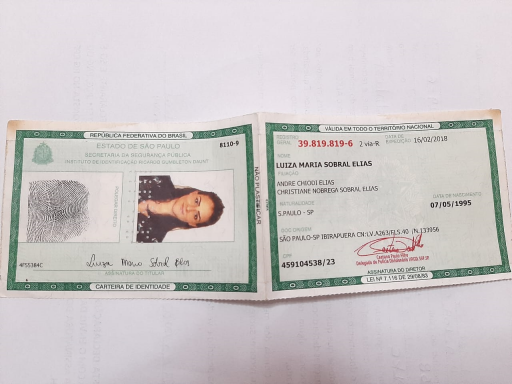 REPÚBLICA FEDERATIVA DO BRASIL
ESTADO DE SÃO PAULO
8110-9
SECRETARIA DA SEGURANÇA PÚBLICA
INSTITUTO DE IDENTIFICAÇÃO RICARDO GUMBLETON DAUNT
POLEGAR DIREITO
4F55384C
Luiza Maria Sobral Elias
ASSINATURA DO TITULAR
CARTEIRA DE IDENTIDADE
NÃO PLASTIFICAR
VÁLIDA EM TODO O TERRITÓRIO NACIONAL
REGISTRO GERAL 39.819.819-6 2 via-R DATA DE EXPEDIÇÃO 16/02/2018
NOME
LUIZA MARIA SOBRAL ELIAS
FILIAÇÃO
ANDRE CHIODI ELIAS
CHRISTIANE NOBREGA SOBRAL ELIAS
NATURALIDADE DATA DE NASCIMENTO
S.PAULO - SP 07/05/1995
DOC ORIGEM
SÃO PAULO-SP IBIRAPUERA CN:LV.A263/FLS.40 /N.133956
CPF
459104538/23
ASSINATURA DO DIRETOR
LEI Nº 7.116 DE 29/08/83